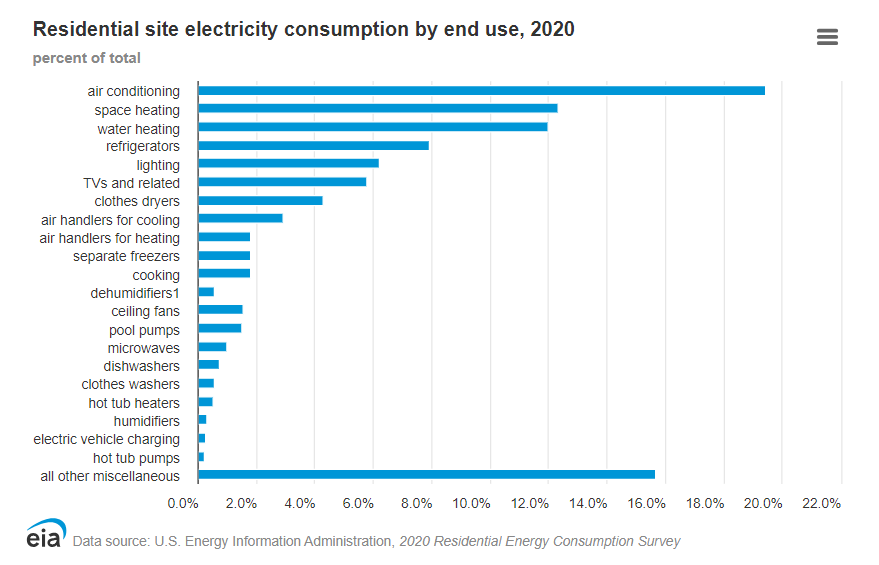 Residential site electricity consumption by end use, 2020
percent of total
air conditioning
space heating
water heating
refrigerators
lighting
TVs and related
clothes dryers
air handlers for cooling
air handlers for heating
separate freezers
cooking
dehumidifiers1
ceiling fans
pool pumps
microwaves
dishwashers
clothes washers
hot tub heaters
humidifiers
electric vehicle charging
hot tub pumps
all other miscellaneous
0.0% 2.0% 4.0% 6.0% 8.0% 10.0% 12.0% 14.0% 16.0% 18.0% 20.0% 22.0%
eia Data source: U.S. Energy Information Administration, 2020 Residential Energy Consumption Survey